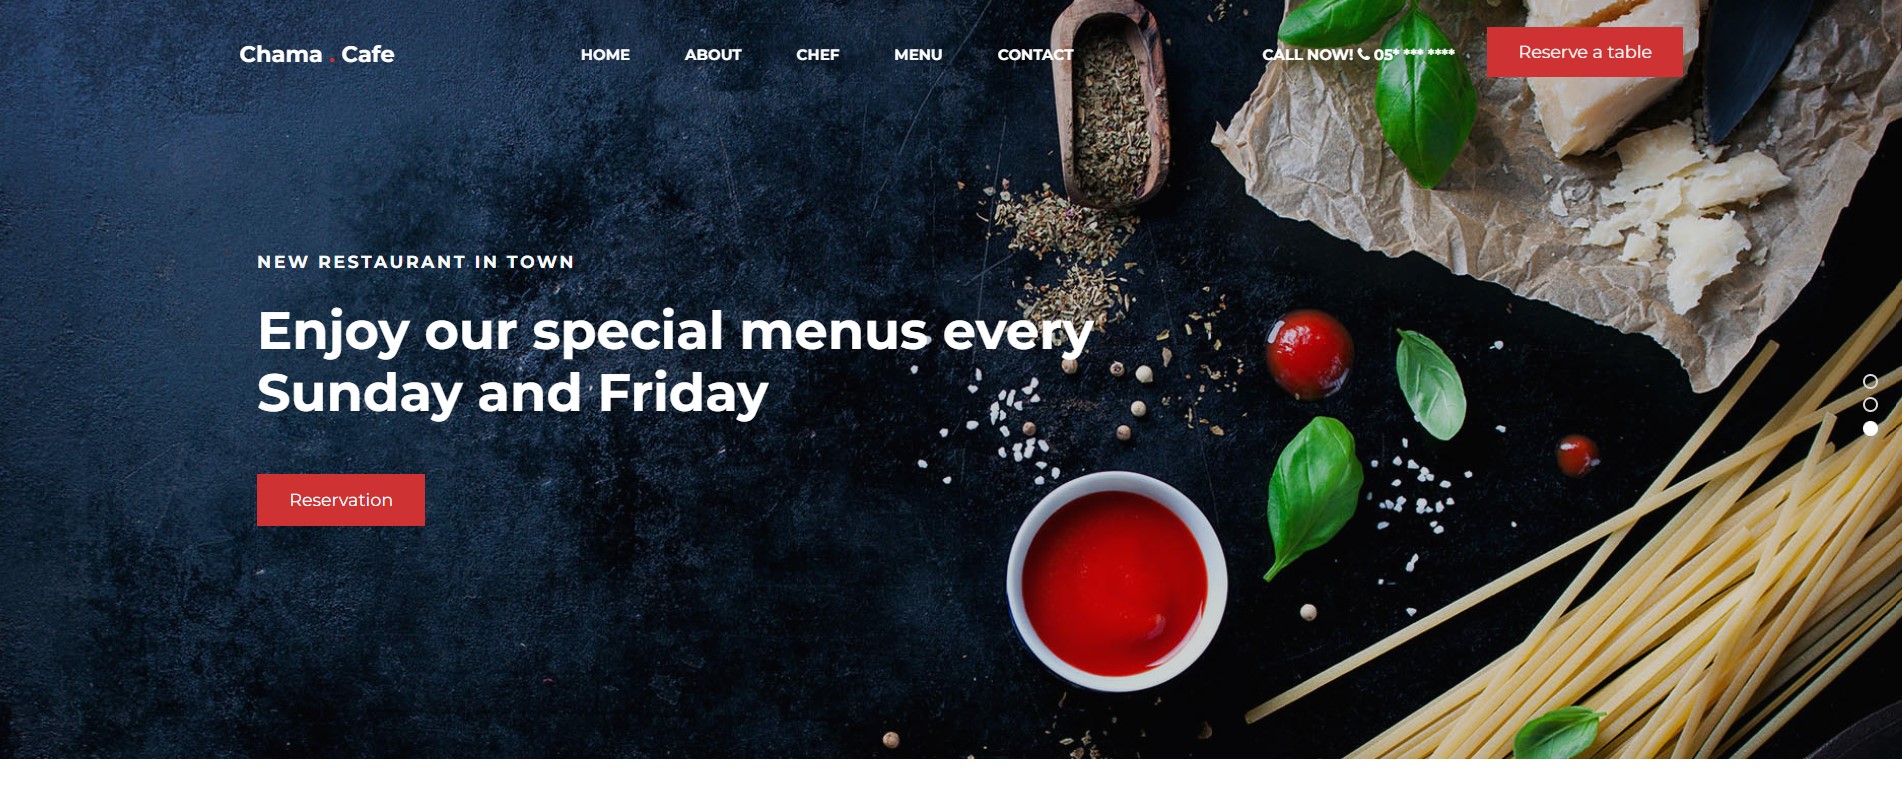 Chama . Cafe
HOME ABOUT CHEF MENU CONTACT
CALL NOW! 05* *** ****
Reserve a table
NEW RESTAURANT IN TOWN
Enjoy our special menus every
Sunday and Friday
Reservation